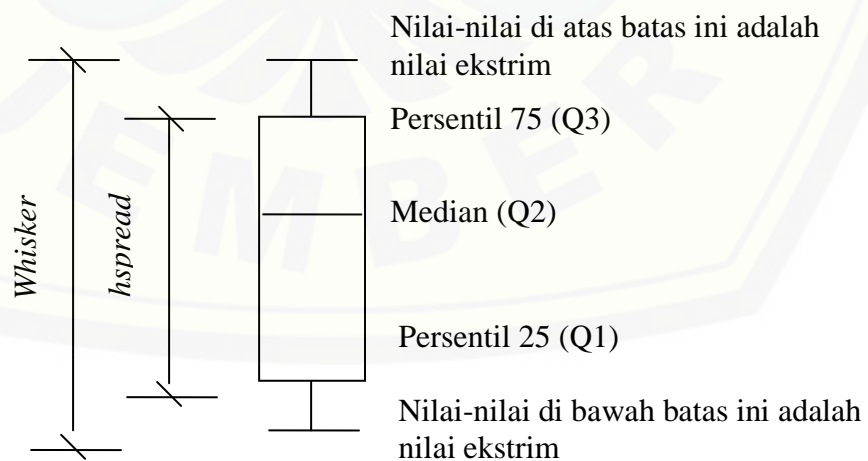 Nilai-nilai di atas batas ini adalah
nilai ekstrim
Persentil 75 (Q3)
Whisker
hspread
Median (Q2)
Persentil 25 (Q1)
Nilai-nilai di bawah batas ini adalah
nilai ekstrim
EMBER